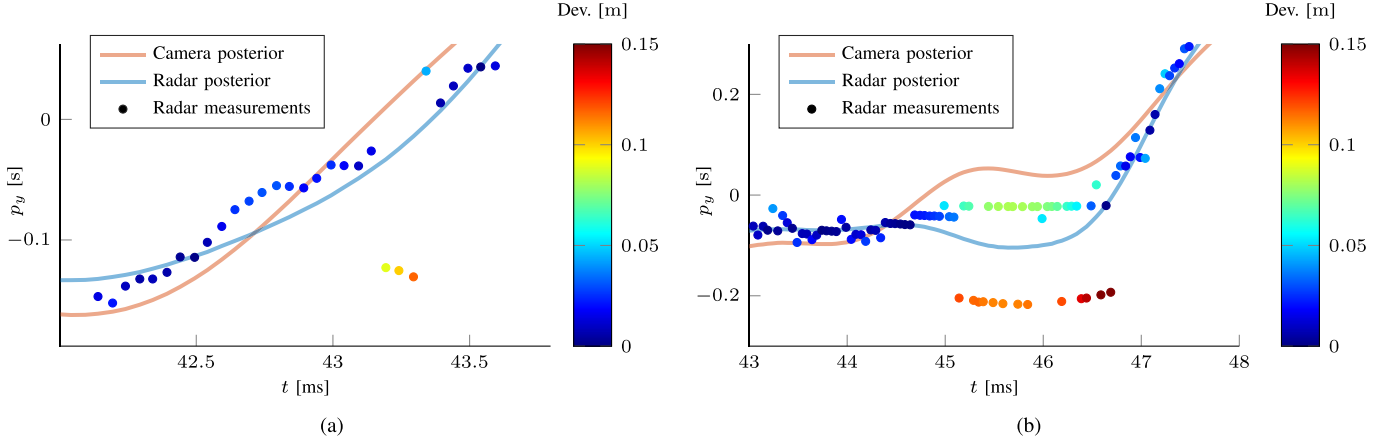 Dev. [m]
Camera posterior
Radar posterior
Radar measurements
0.15
0.1
0.05
0
0
−0.1
p_y [s]
42.5
43
43.5
t [ms]
(a)
Dev. [m]
Camera posterior
Radar posterior
Radar measurements
0.15
0.1
0.05
0
0.2
0
−0.2
p_y [s]
43
44
45
46
47
48
t [ms]
(b)